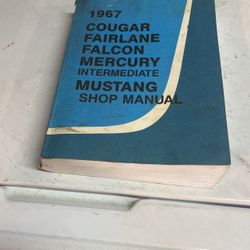 1967
COUGAR
FAIRLANE
FALCON
MERCURY
INTERMEDIATE
MUSTANG
SHOP MANUAL